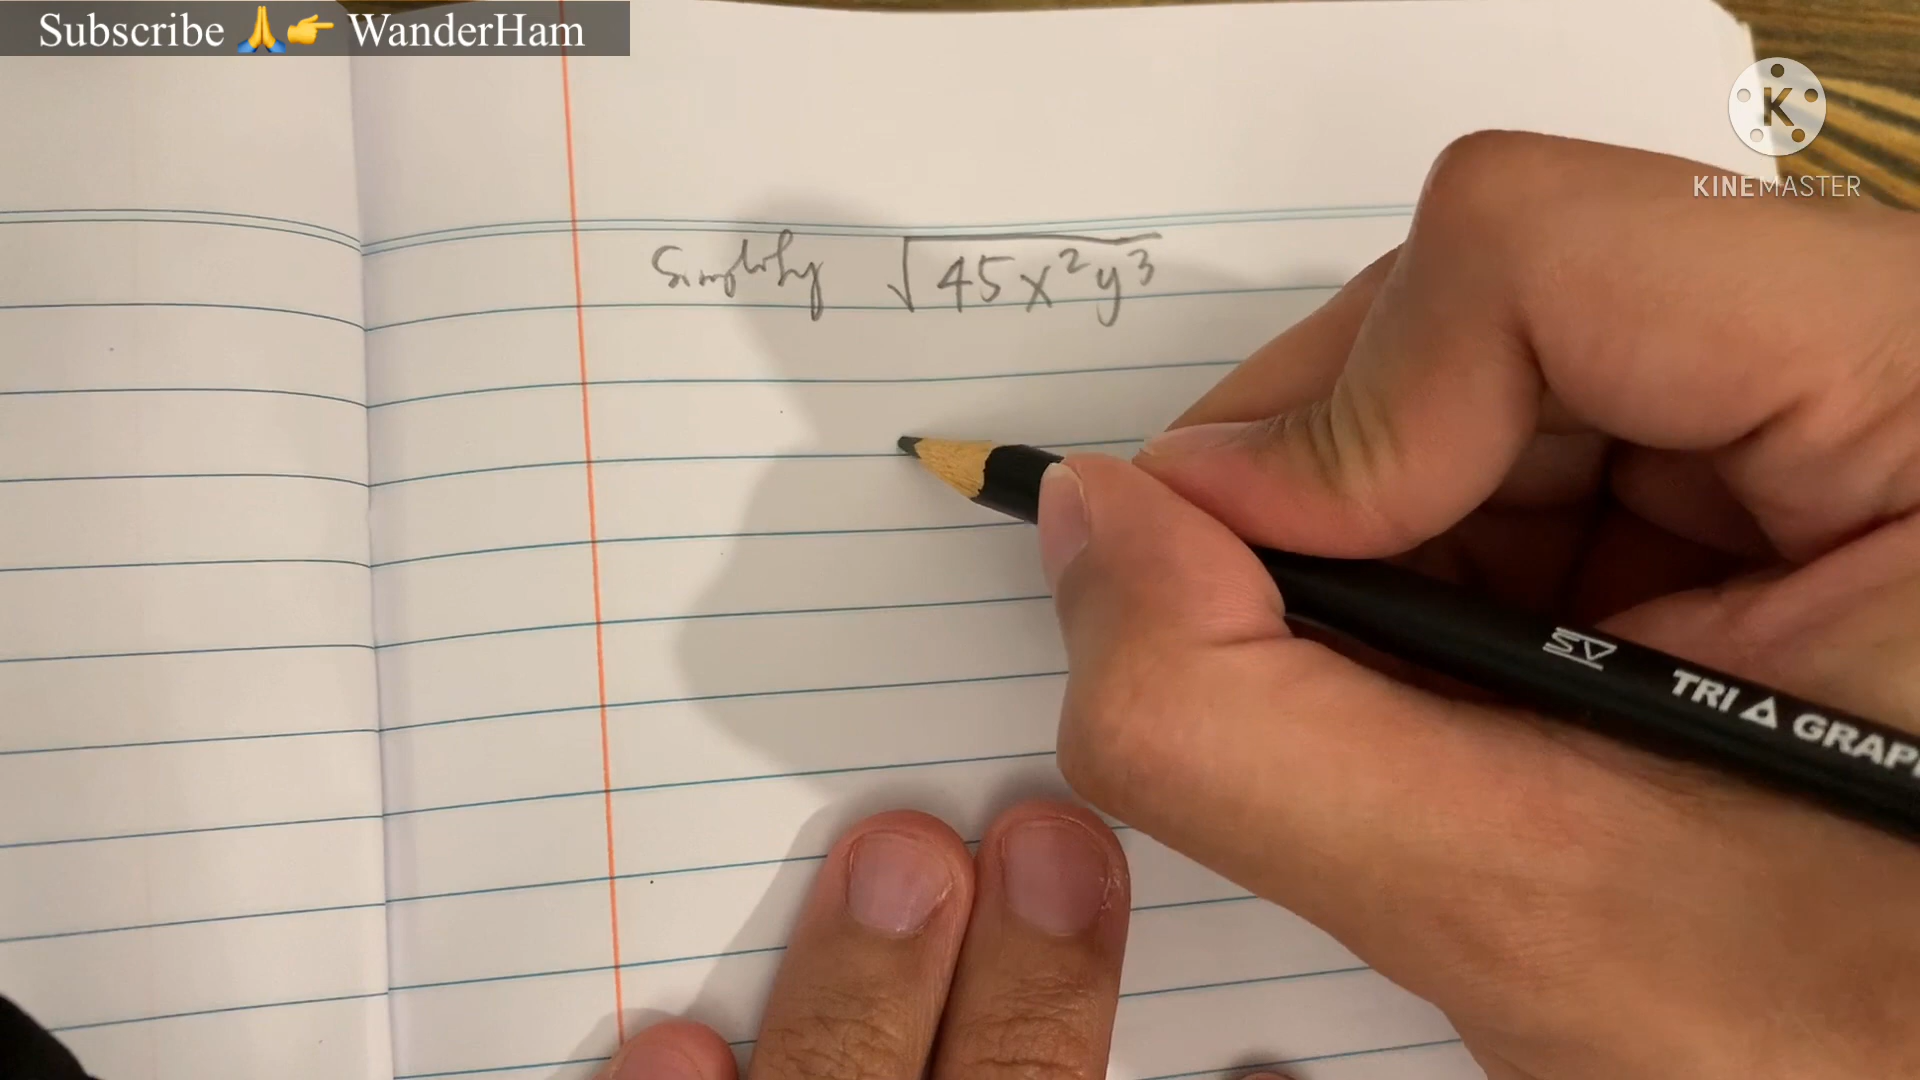 Subscribe 🙏👉 WanderHam
K
KINEMASTER
Simplify √45x²y³
TRI △ GRAP